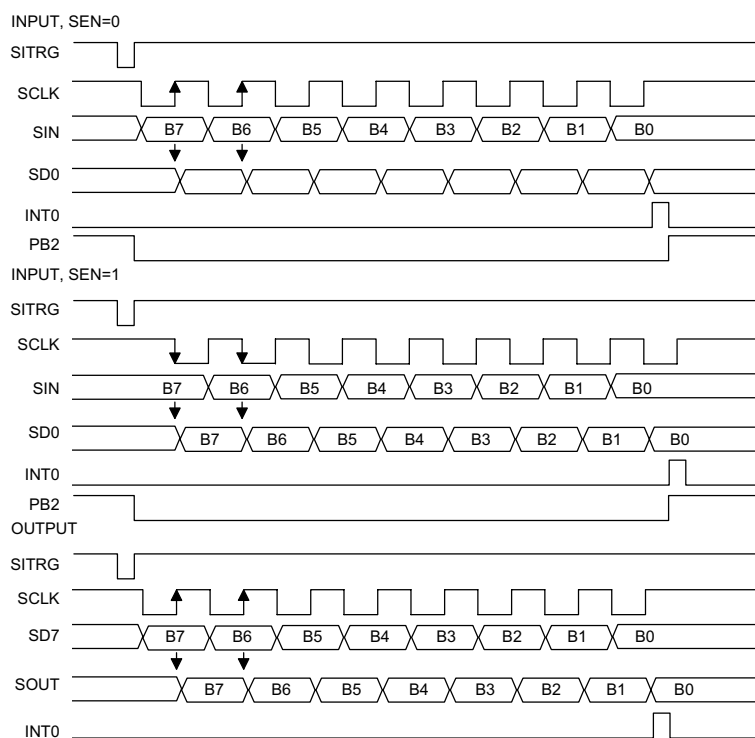 INPUT, SEN=0
SITRG
SCLK
SIN B7 B6 B5 B4 B3 B2 B1 B0
SD0
INT0
PB2
INPUT, SEN=1
SITRG
SCLK
SIN B7 B6 B5 B4 B3 B2 B1 B0
SD0 B7 B6 B5 B4 B3 B2 B1 B0
INT0
PB2
OUTPUT
SITRG
SCLK
SD7 B7 B6 B5 B4 B3 B2 B1 B0
SOUT B7 B6 B5 B4 B3 B2 B1 B0
INT0